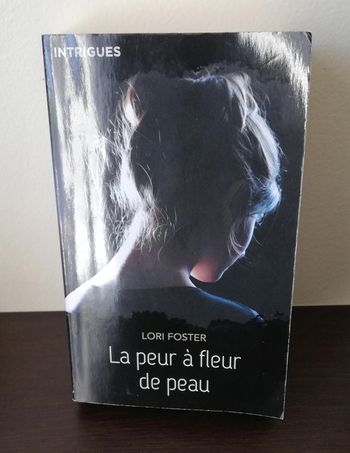 INTRIGUES
LORI FOSTER
La peur à fleur
de peau